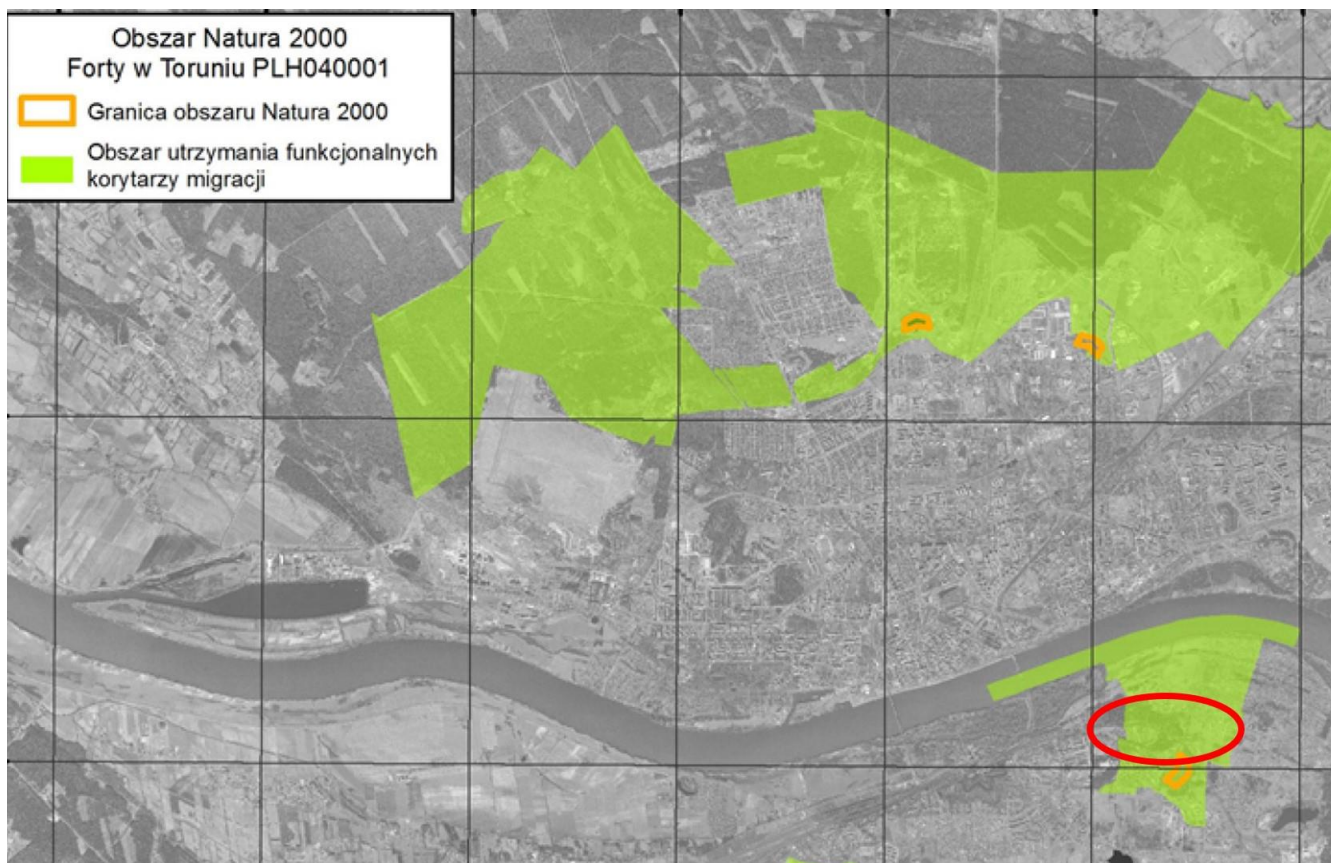 Obszar Natura 2000
Forty w Toruniu PLH040001
Granica obszaru Natura 2000
Obszar utrzymania funkcjonalnych
korytarzy migracji